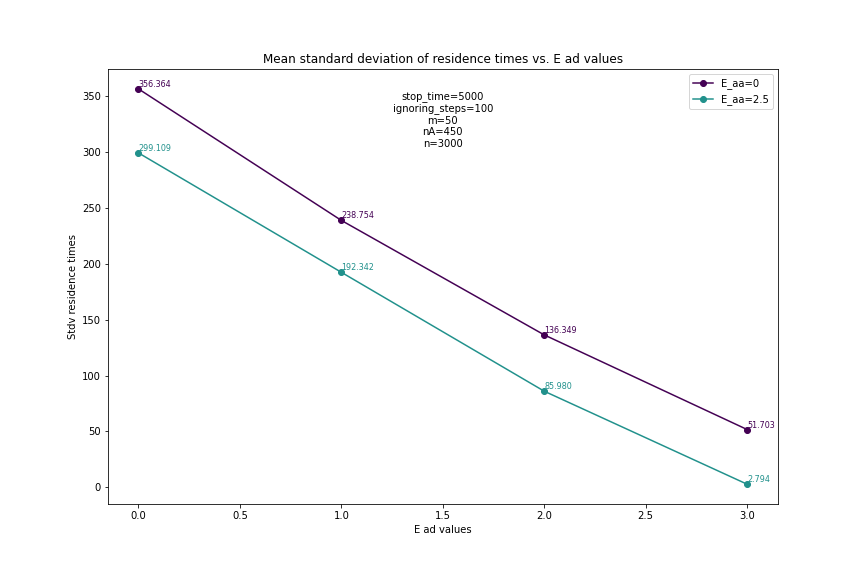 Mean standard deviation of residence times vs. E ad values
356.364
299.109
238.754
192.342
136.349
85.980
51.703
2.794
stop_time=5000
ignoring_steps=100
m=50
nA=450
n=3000
E_aa=0
E_aa=2.5
Stdv residence times
350
300
250
200
150
100
50
0
0.0
0.5
1.0
1.5
2.0
2.5
3.0
E ad values